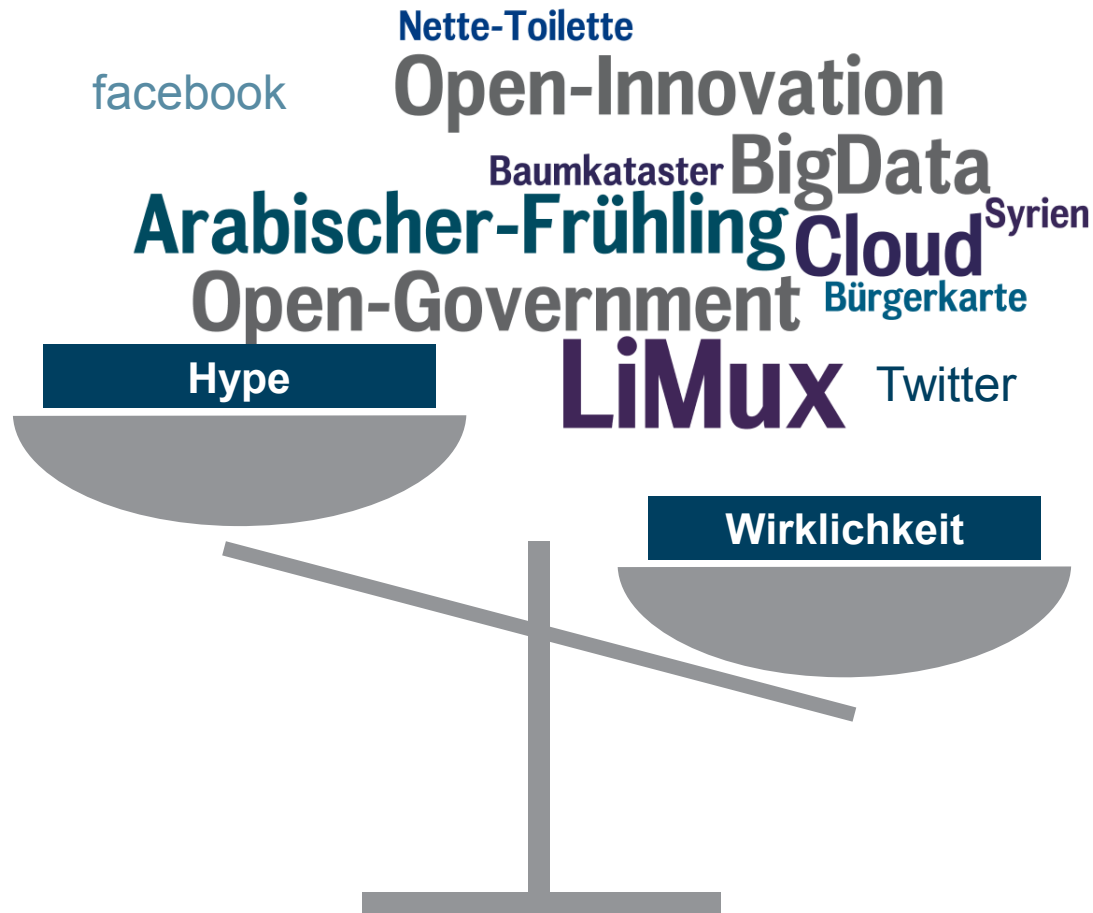 Nette-Toilette
facebook
Open-Innovation
Baumkataster
BigData
Arabischer-Frühling
Cloud
Syrien
Open-Government
Bürgerkarte
Hype
LiMux
Twitter
Wirklichkeit